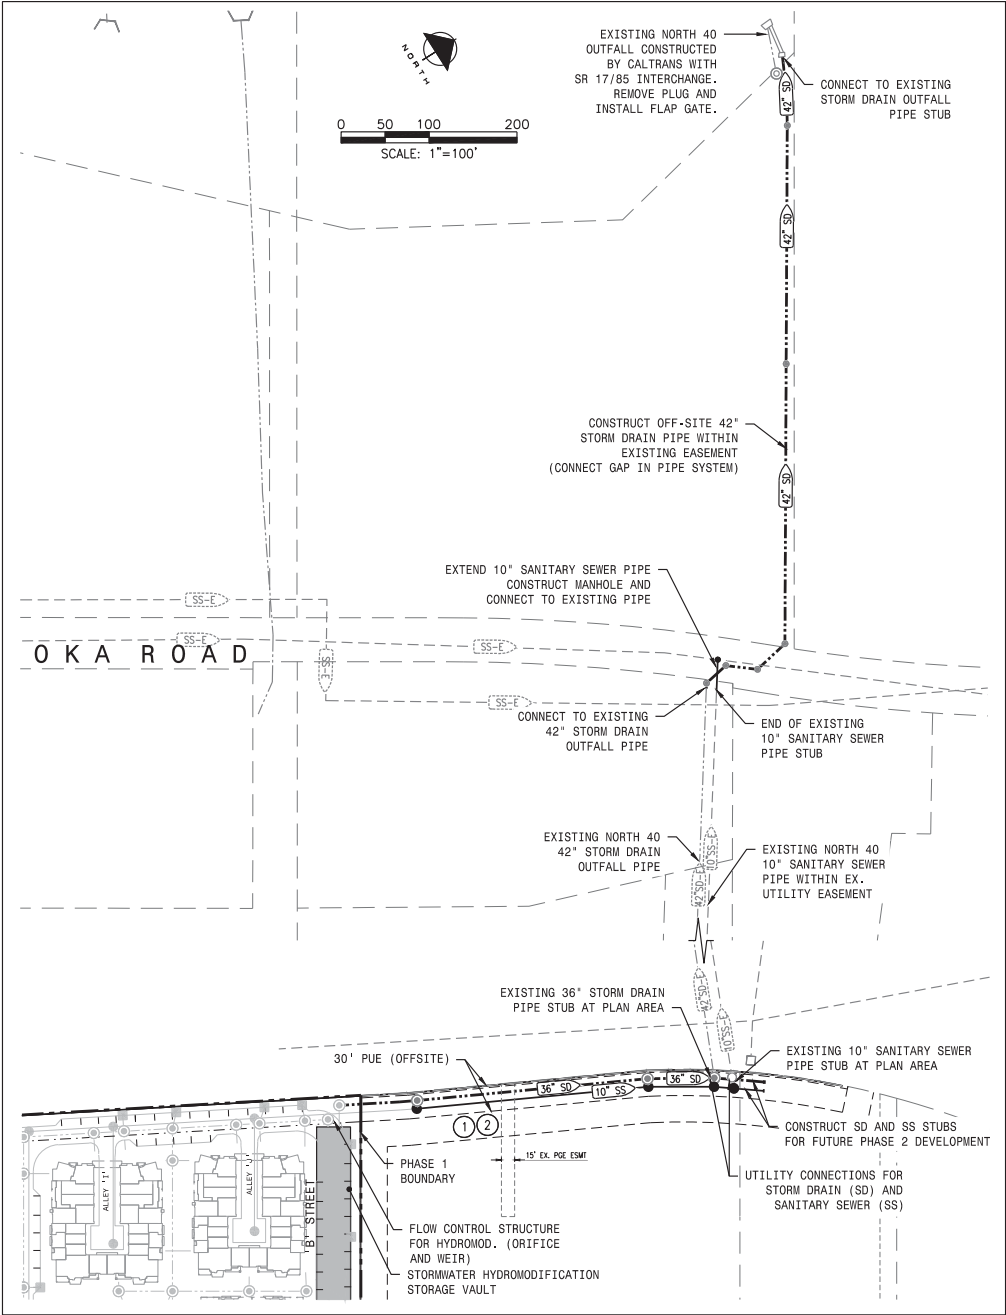 EXISTING NORTH 40
OUTFALL CONSTRUCTED
BY CALTRANS WITH
SR 17/85 INTERCHANGE.
REMOVE PLUG AND
INSTALL FLAP GATE.
NORTH
CONNECT TO EXISTING
STORM DRAIN OUTFALL
PIPE STUB
42" SD
0 50 100 200
SCALE: 1"=100'
42" SD
CONSTRUCT OFF-SITE 42"
STORM DRAIN PIPE WITHIN
EXISTING EASEMENT
(CONNECT GAP IN PIPE SYSTEM)
42" SD
EXTEND 10" SANITARY SEWER PIPE
CONSTRUCT MANHOLE AND
CONNECT TO EXISTING PIPE
SS-E
SS-E
SS-E
OKA ROAD
SS-E
SS-E
CONNECT TO EXISTING
42" STORM DRAIN
OUTFALL PIPE
END OF EXISTING
10" SANITARY SEWER
PIPE STUB
EXISTING NORTH 40
42" STORM DRAIN
OUTFALL PIPE
10"SS-E
42"SD-E
EXISTING NORTH 40
10" SANITARY SEWER
PIPE WITHIN EX.
UTILITY EASEMENT
EXISTING 36" STORM DRAIN
PIPE STUB AT PLAN AREA
42"SD-E
10"SS-E
30' PUE (OFFSITE)
EXISTING 10" SANITARY SEWER
PIPE STUB AT PLAN AREA
36" SD
36" SD
10" SS
1 2
CONSTRUCT SD AND SS STUBS
FOR FUTURE PHASE 2 DEVELOPMENT
15' EX. PGE ESMT
PHASE 1
BOUNDARY
UTILITY CONNECTIONS FOR
STORM DRAIN (SD) AND
SANITARY SEWER (SS)
ALLEY 'I'
ALLEY 'J'
'B' STREET
FLOW CONTROL STRUCTURE
FOR HYDROMOD. (ORIFICE
AND WEIR)
STORMWATER HYDROMODIFICATION
STORAGE VAULT